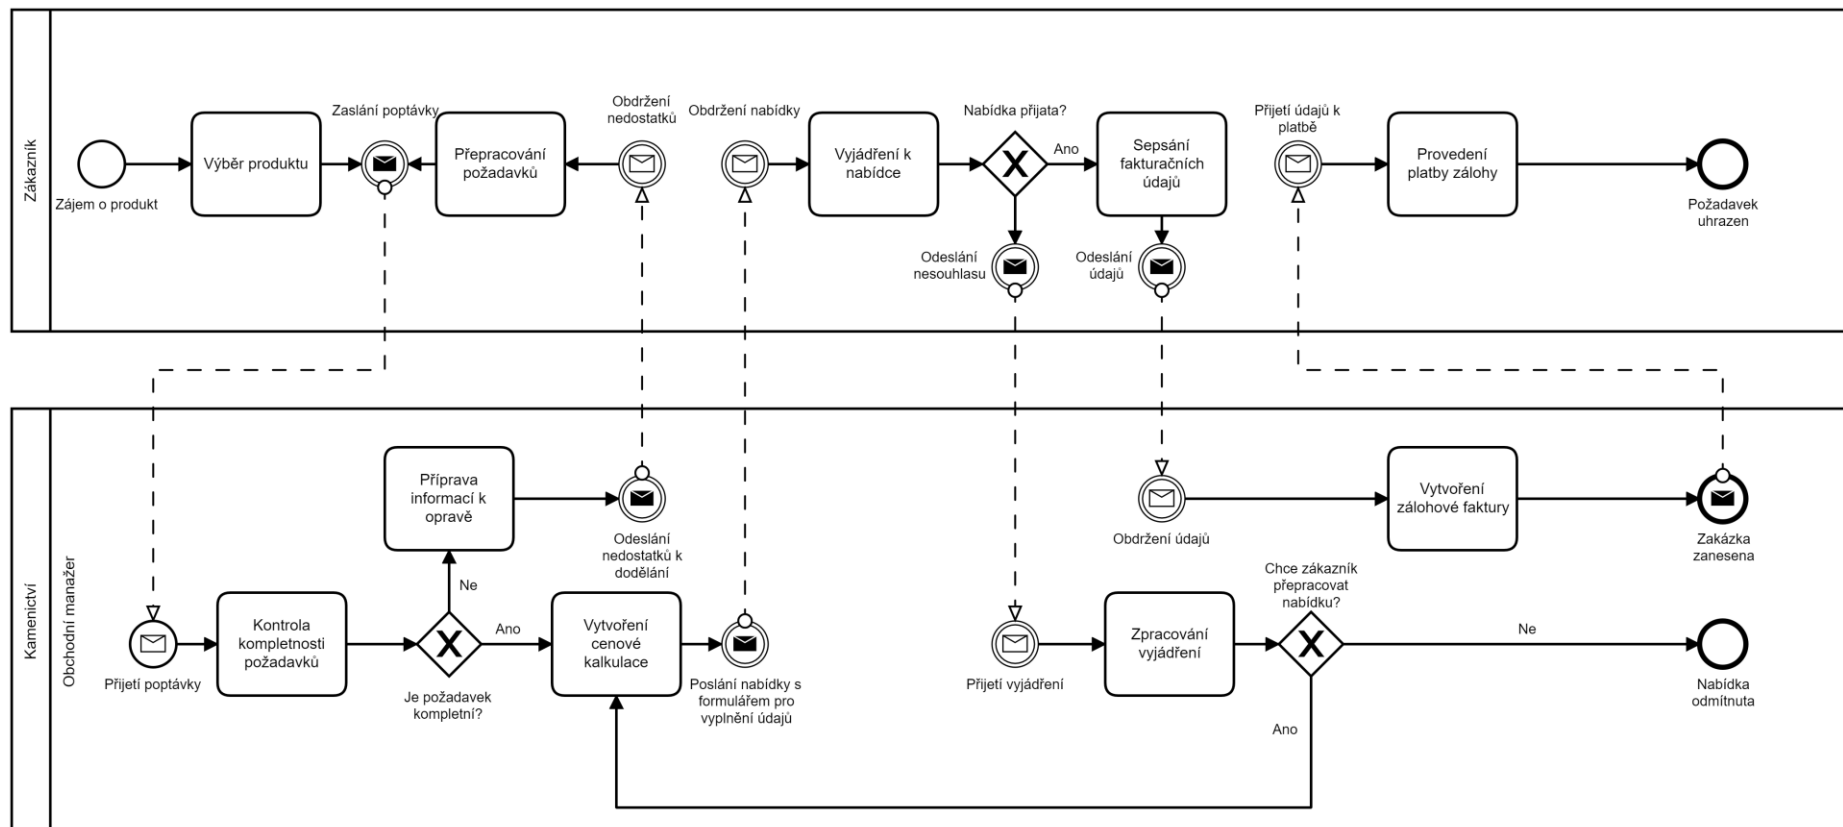 Zákazník
Zájem o produkt
Výběr produktu
Zaslání poptávky
Přepracování
požadavků
Obdržení
nedostatků
Obdržení nabídky
Vyjádření k
nabídce
Nabídka přijata?
Ano
Odeslání
nesouhlasu
Sepsání
fakturačních
údajů
Odeslání
údajů
Přijetí údajů k
platbě
Provedení
platby zálohy
Požadavek
uhrazen
Kamenictví
Obchodní manažer
Přijetí poptávky
Kontrola
kompletnosti
požadavků
Je požadavek
kompletní?
Ne
Ano
Příprava
informací k
opravě
Odeslání
nedostatků k
dodělání
Vytvoření
cenové
kalkulace
Poslání nabídky s
formulářem pro
vyplnění údajů
Přijetí vyjádření
Zpracování
vyjádření
Chce zákazník
přepracovat
nabídku?
Ne
Ano
Nabídka
odmítnuta
Obdržení údajů
Vytvoření
zálohové faktury
Zakázka
zanesena